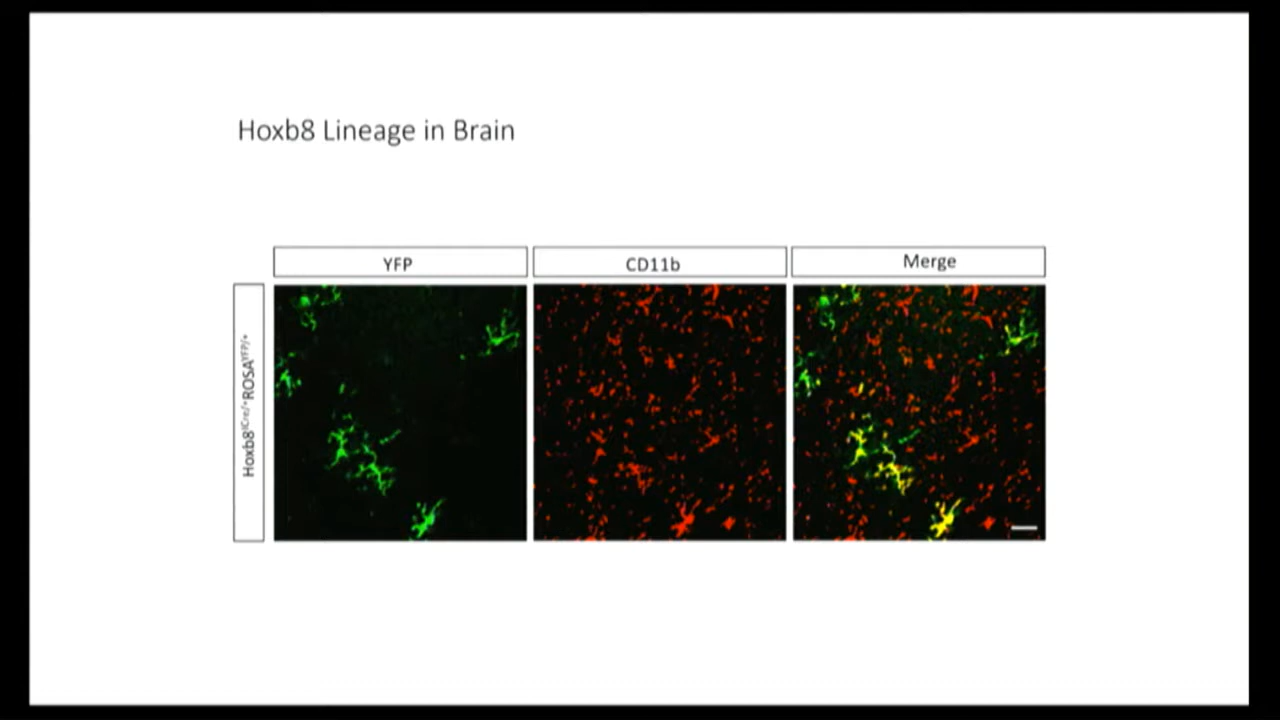 Hoxb8 Lineage in Brain
YFP
CD11b
Merge
Hoxb8ᴵCre/+ROSAʸFP/+